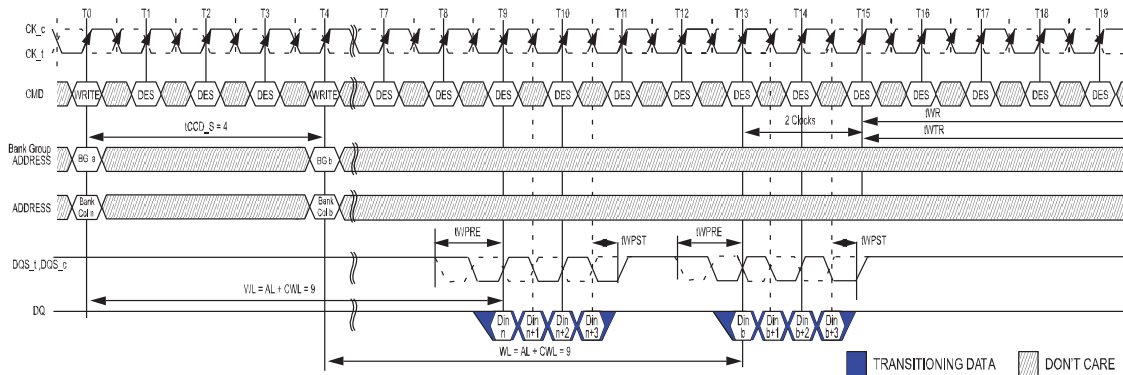 T0 T1 T2 T3 T4 T7 T8 T9 T10 T11 T12 T13 T14 T15 T16 T17 T18 T19
CK_c
CK_t
CMD WRITE DES DES DES WRITE DES DES DES DES DES DES DES DES DES DES DES DES DES
tCCD_S = 4
2 Clocks
tWR
tWTR
Bank Group
ADDRESS
BG a
BG b
ADDRESS
Bank
Col n
Bank
Col b
tWPRE
tWPST
tWPRE
tWPST
DQS_t,DQS_c
WL = AL + CWL = 9
DQ
Din
n
Din
n+1
Din
n+2
Din
n+3
Din
b
Din
b+1
Din
b+2
Din
b+3
WL = AL + CWL = 9
TRANSITIONING DATA
DON'T CARE